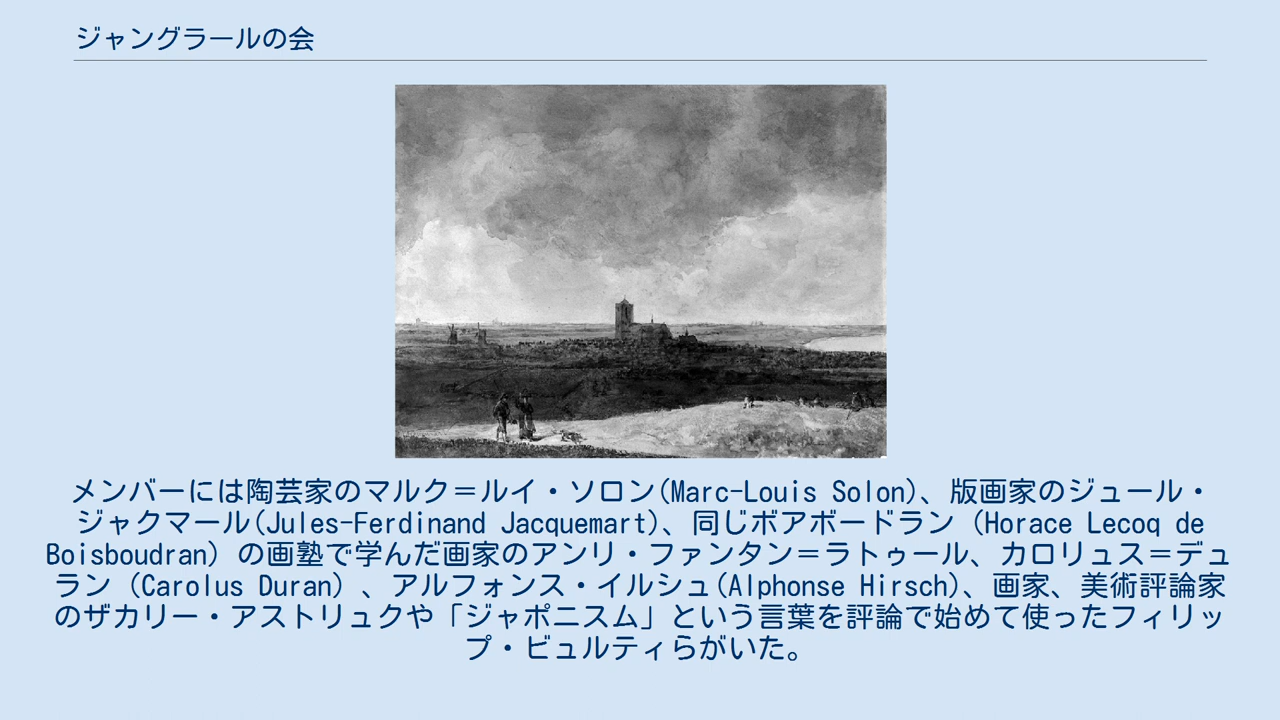 ジャングラールの会
メンバーには陶芸家のマルク＝ルイ・ソロン(Marc-Louis Solon)、版画家のジュール・
ジャクマール(Jules-Ferdinand Jacquemart)、同じボアボードラン（Horace Lecoq de
Boisboudran）の画塾で学んだ画家のアンリ・ファンタン＝ラトゥール、カロリュス＝デュ
ラン（Carolus Duran）、アルフォンス・イルシュ(Alphonse Hirsch)、画家、美術評論家
のザカリー・アストリュクや「ジャポニスム」という言葉を評論で始めて使ったフィリッ
プ・ビュルティらがいた。